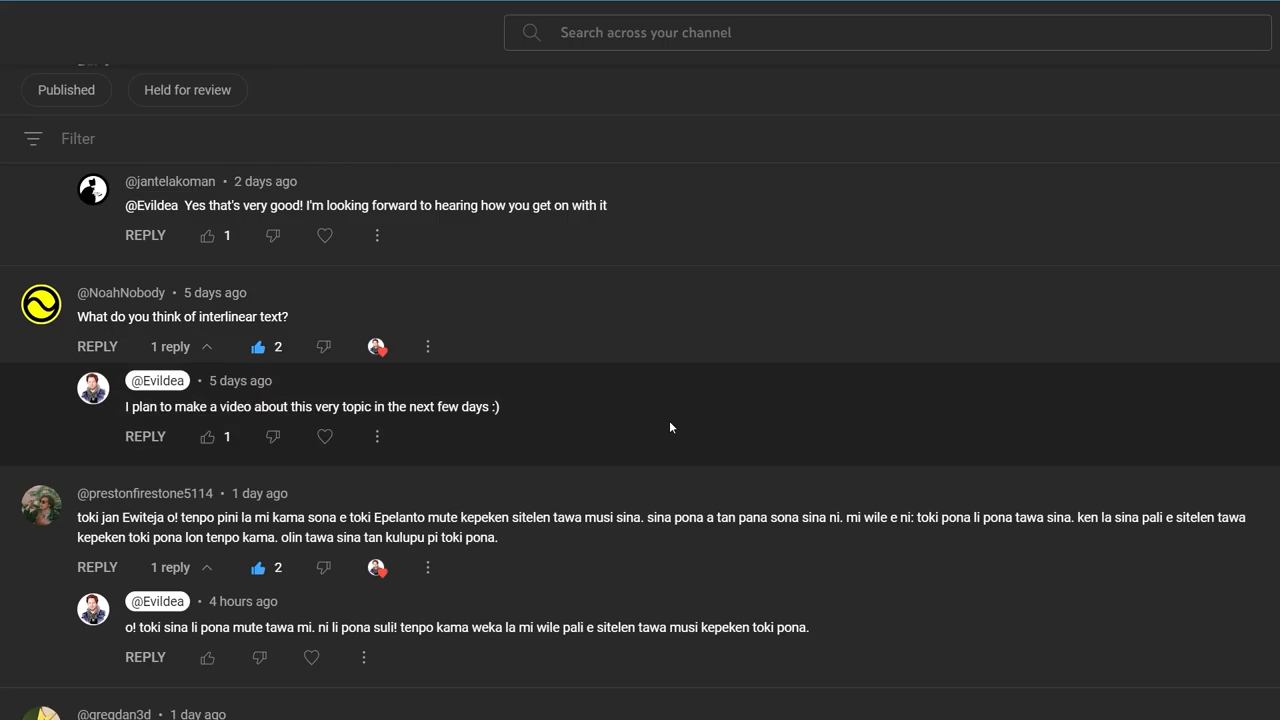 Search across your channel
Published
Held for review
Filter
@jantelakoman • 2 days ago
@Evildea Yes that's very good! I'm looking forward to hearing how you get on with it
REPLY 1
@NoahNobody • 5 days ago
What do you think of interlinear text?
REPLY 1 reply 2
@Evildea • 5 days ago
I plan to make a video about this very topic in the next few days :)
REPLY 1
@prestonfirestone5114 • 1 day ago
toki jan Ewiteja o! tenpo pini la mi kama sona e toki Epelanto mute kepeken sitelen tawa musi sina. sina pona a tan pana sona sina ni. mi wile e ni: toki pona li pona tawa sina. ken la sina pali e sitelen tawa
kepeken toki pona lon tenpo kama. olin tawa sina tan kulupu pi toki pona.
REPLY 1 reply 2
@Evildea • 4 hours ago
o! toki sina li pona mute tawa mi. ni li pona suli! tenpo kama weka la mi wile pali e sitelen tawa musi kepeken toki pona.
REPLY
@gregdan3d • 1 day ago